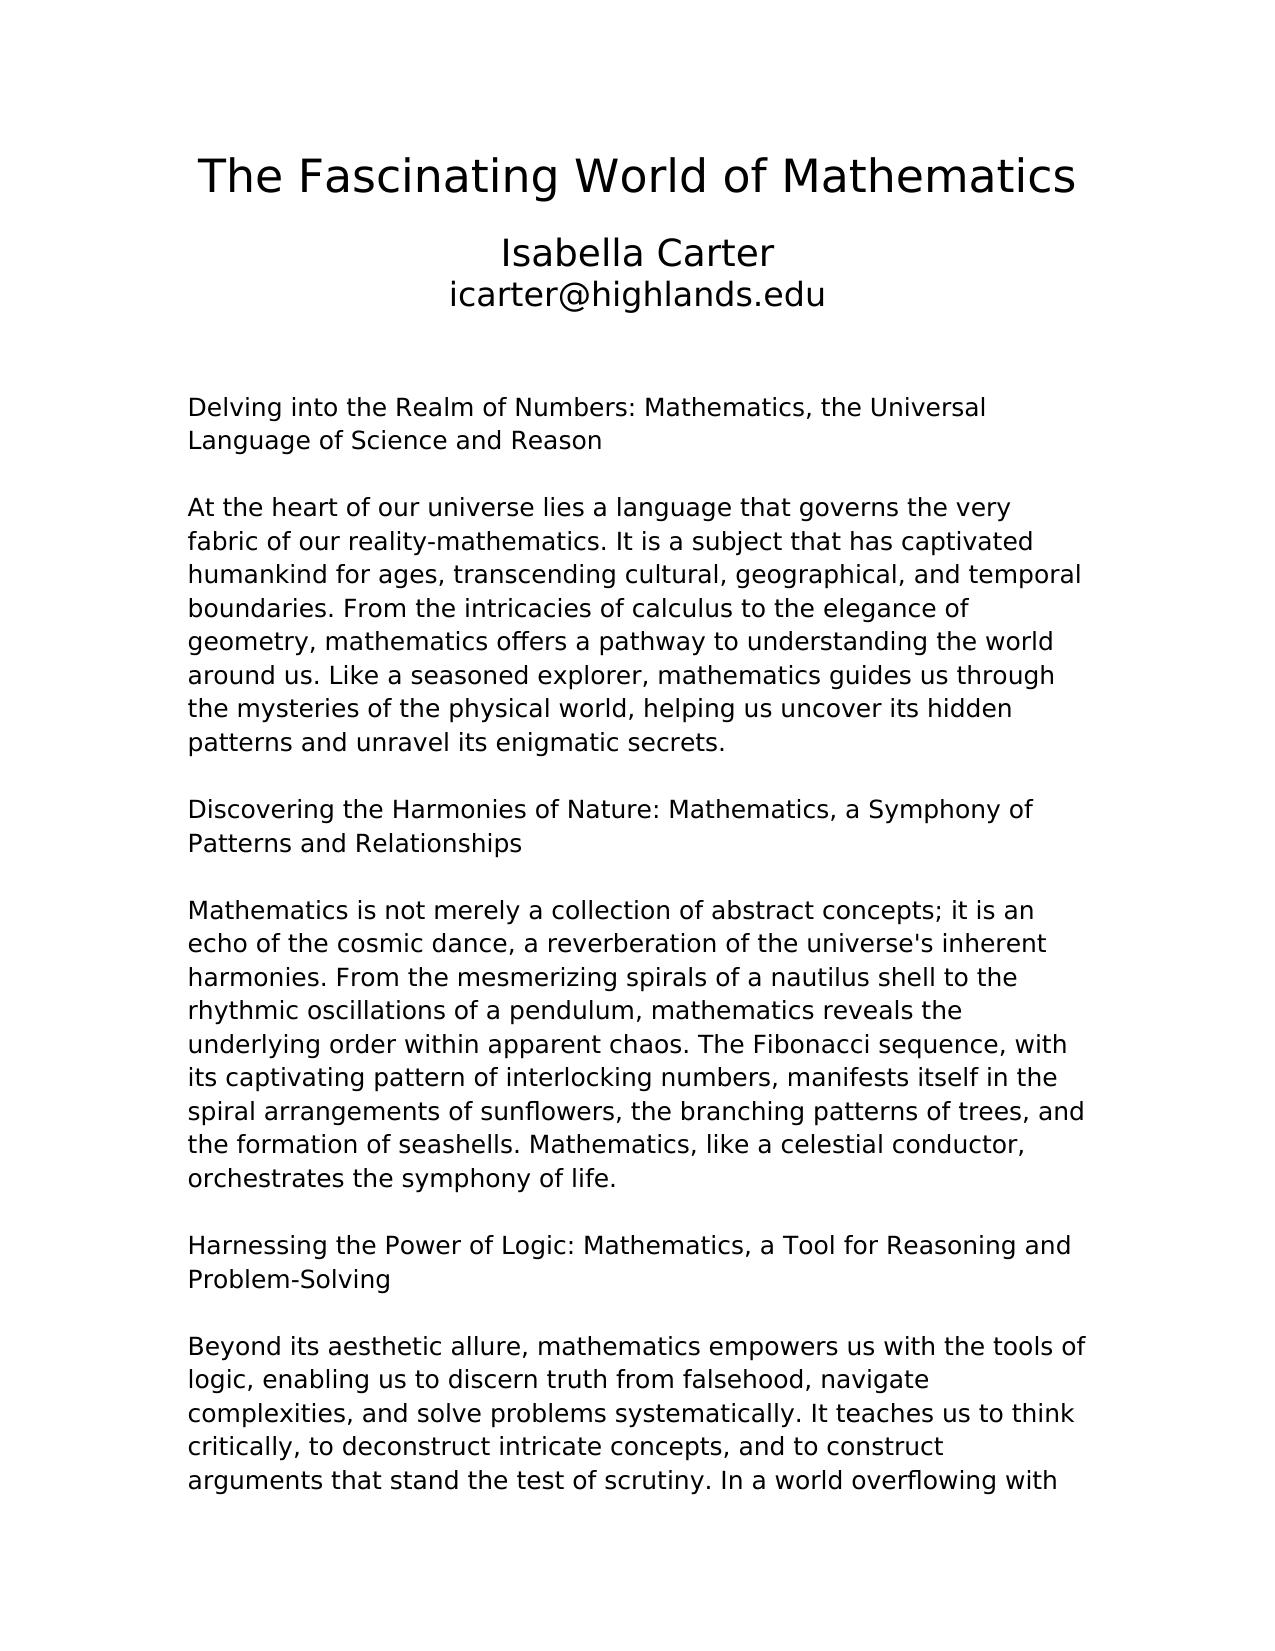 The Fascinating World of Mathematics
Isabella Carter
icarter@highlands.edu
Delving into the Realm of Numbers: Mathematics, the Universal
Language of Science and Reason
At the heart of our universe lies a language that governs the very
fabric of our reality-mathematics. It is a subject that has captivated
humankind for ages, transcending cultural, geographical, and temporal
boundaries. From the intricacies of calculus to the elegance of
geometry, mathematics offers a pathway to understanding the world
around us. Like a seasoned explorer, mathematics guides us through
the mysteries of the physical world, helping us uncover its hidden
patterns and unravel its enigmatic secrets.
Discovering the Harmonies of Nature: Mathematics, a Symphony of
Patterns and Relationships
Mathematics is not merely a collection of abstract concepts; it is an
echo of the cosmic dance, a reverberation of the universe's inherent
harmonies. From the mesmerizing spirals of a nautilus shell to the
rhythmic oscillations of a pendulum, mathematics reveals the
underlying order within apparent chaos. The Fibonacci sequence, with
its captivating pattern of interlocking numbers, manifests itself in the
spiral arrangements of sunflowers, the branching patterns of trees, and
the formation of seashells. Mathematics, like a celestial conductor,
orchestrates the symphony of life.
Harnessing the Power of Logic: Mathematics, a Tool for Reasoning and
Problem-Solving
Beyond its aesthetic allure, mathematics empowers us with the tools of
logic, enabling us to discern truth from falsehood, navigate
complexities, and solve problems systematically. It teaches us to think
critically, to deconstruct intricate concepts, and to construct
arguments that stand the test of scrutiny. In a world overflowing with